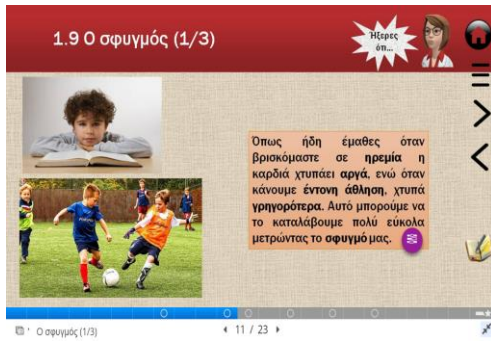 1.9 Ο σφυγμός (1/3)
Ήξερες
ότι...
Όπως ήδη έμαθες όταν
βρισκόμαστε σε ηρεμία η
καρδιά χτυπάει αργά, ενώ όταν
κάνουμε έντονη άθληση, χτυπά
γρηγορότερα. Αυτό μπορούμε να
το καταλάβουμε πολύ εύκολα
μετρώντας το σφυγμό μας.
Ο σφυγμός (1/3)
11 / 23